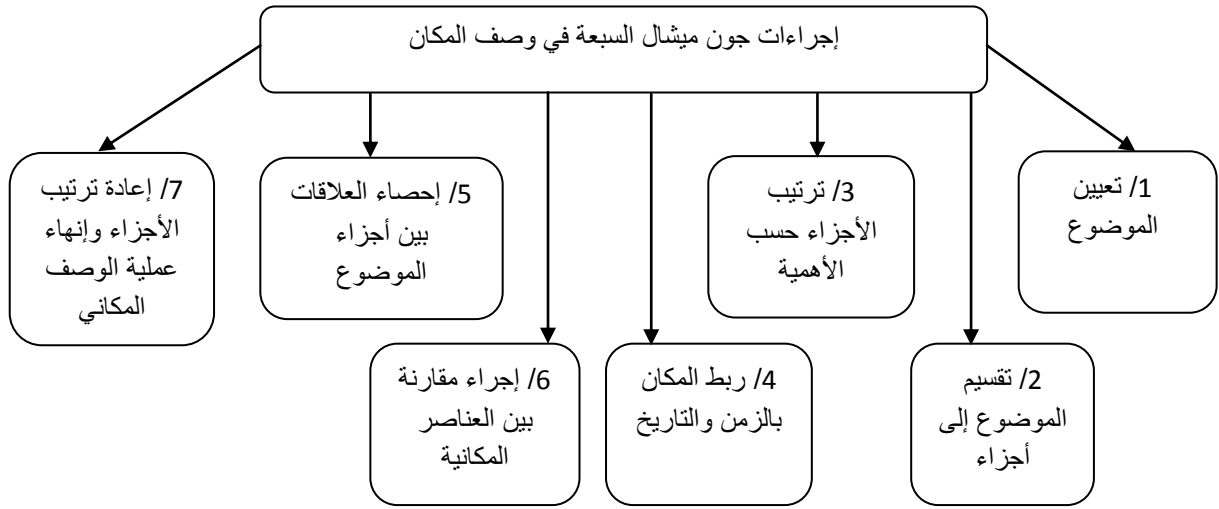 إجراءات جون ميشال السبعة في وصف المكان
1/ تعيين
الموضوع
2/ تقسيم
الموضوع إلى
أجزاء
3/ ترتيب
الأجزاء حسب
الأهمية
4/ ربط المكان
بالزمن والتاريخ
5/ إحصاء العلاقات
بين أجزاء
الموضوع
6/ إجراء مقارنة
بين العناصر
المكانية
7/ إعادة ترتيب
الأجزاء وإنهاء
عملية الوصف
المكاني